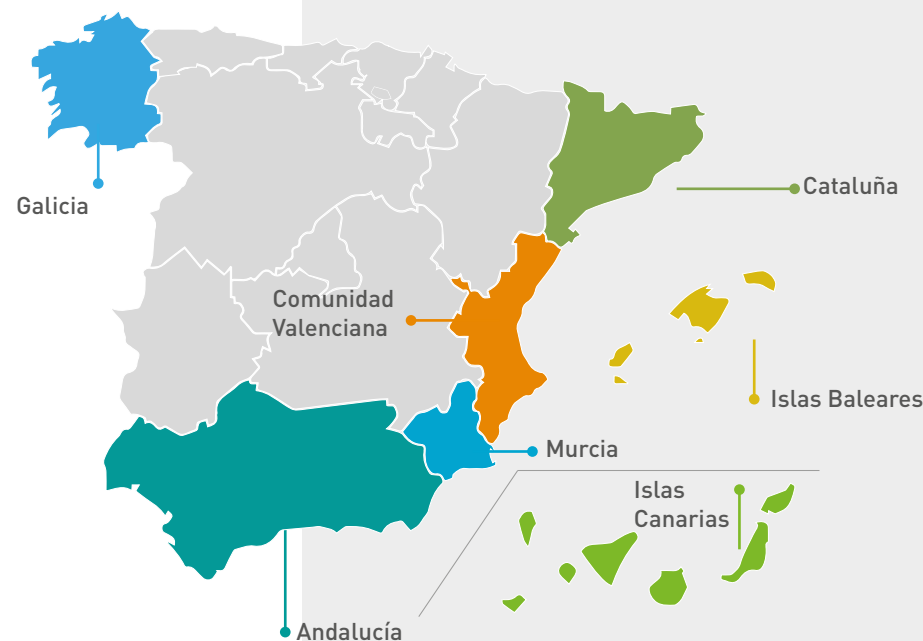 Galicia
Cataluña
Comunidad
Valenciana
Islas Baleares
Murcia
Islas
Canarias
Andalucía